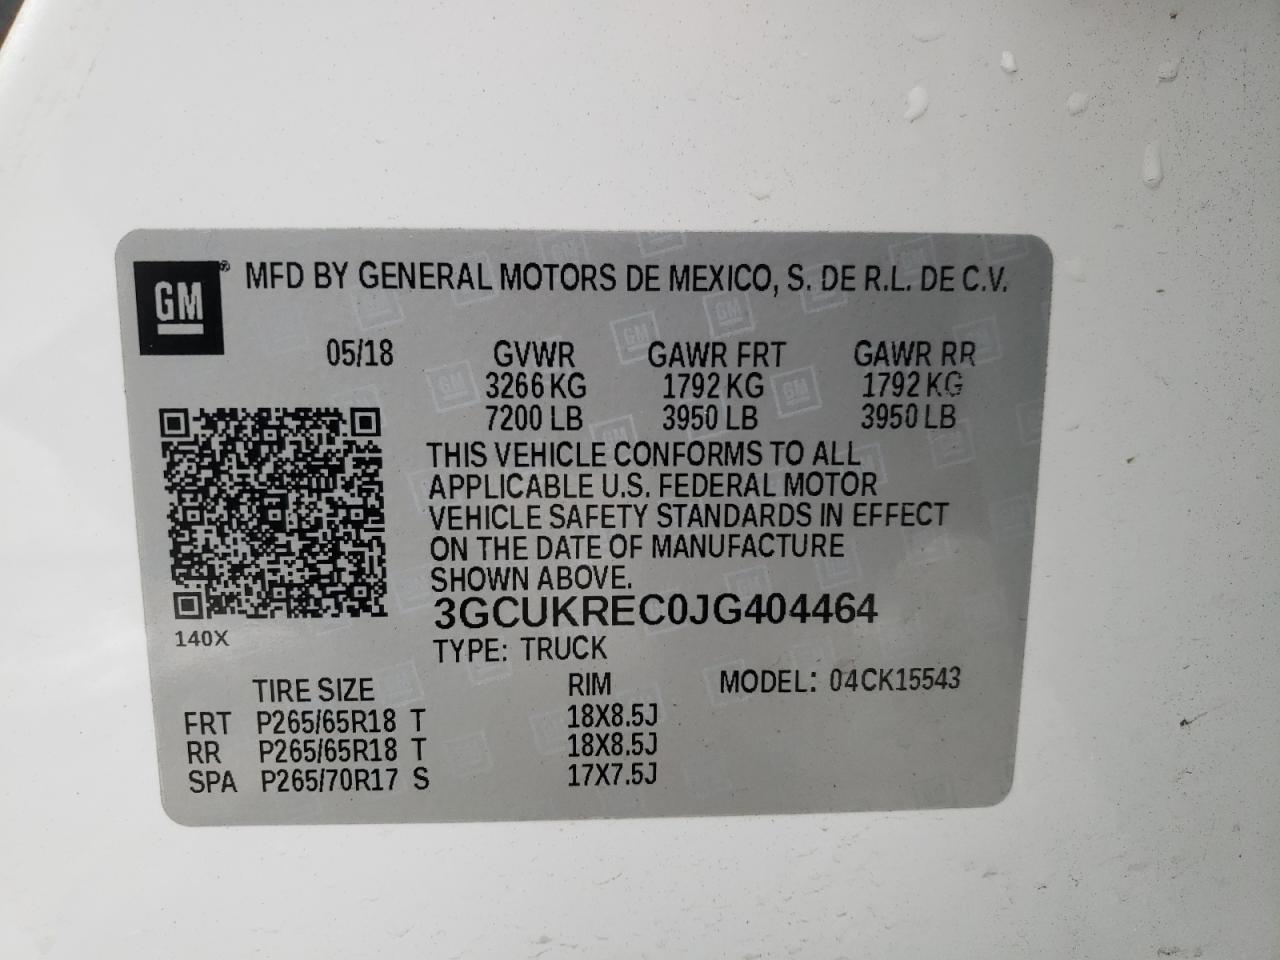 GM® MFD BY GENERAL MOTORS DE MEXICO, S. DE R.L. DE C.V.
05/18 GVWR GAWR FRT GAWR RR
3266 KG 1792 KG 1792 KG
7200 LB 3950 LB 3950 LB
THIS VEHICLE CONFORMS TO ALL
APPLICABLE U.S. FEDERAL MOTOR
VEHICLE SAFETY STANDARDS IN EFFECT
ON THE DATE OF MANUFACTURE
SHOWN ABOVE.
3GCUKREC0JG404464
140X
TYPE: TRUCK
TIRE SIZE RIM MODEL: 04CK15543
FRT P265/65R18 T 18X8.5J
RR P265/65R18 T 18X8.5J
SPA P265/70R17 S 17X7.5J